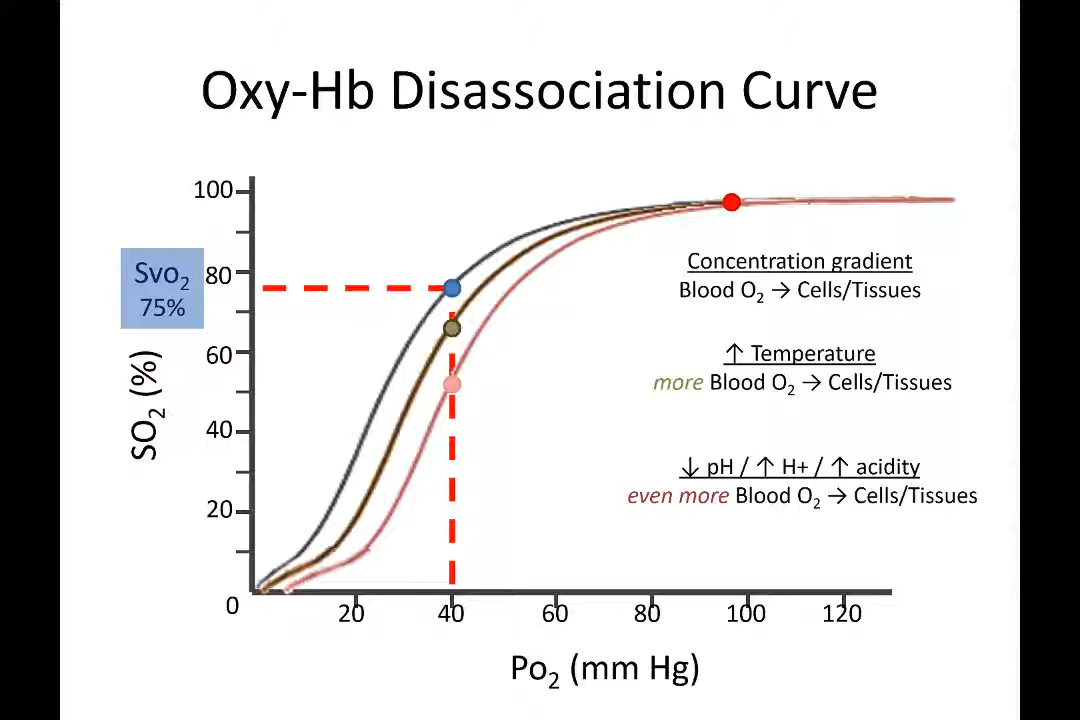 Oxy-Hb Disassociation Curve
100
80
60
40
20
0
Svo₂
75%
SO₂ (%)
Concentration gradient
Blood O₂ → Cells/Tissues
↑ Temperature
more Blood O₂ → Cells/Tissues
↓ pH / ↑ H+ / ↑ acidity
even more Blood O₂ → Cells/Tissues
20 40 60 80 100 120
Po₂ (mm Hg)